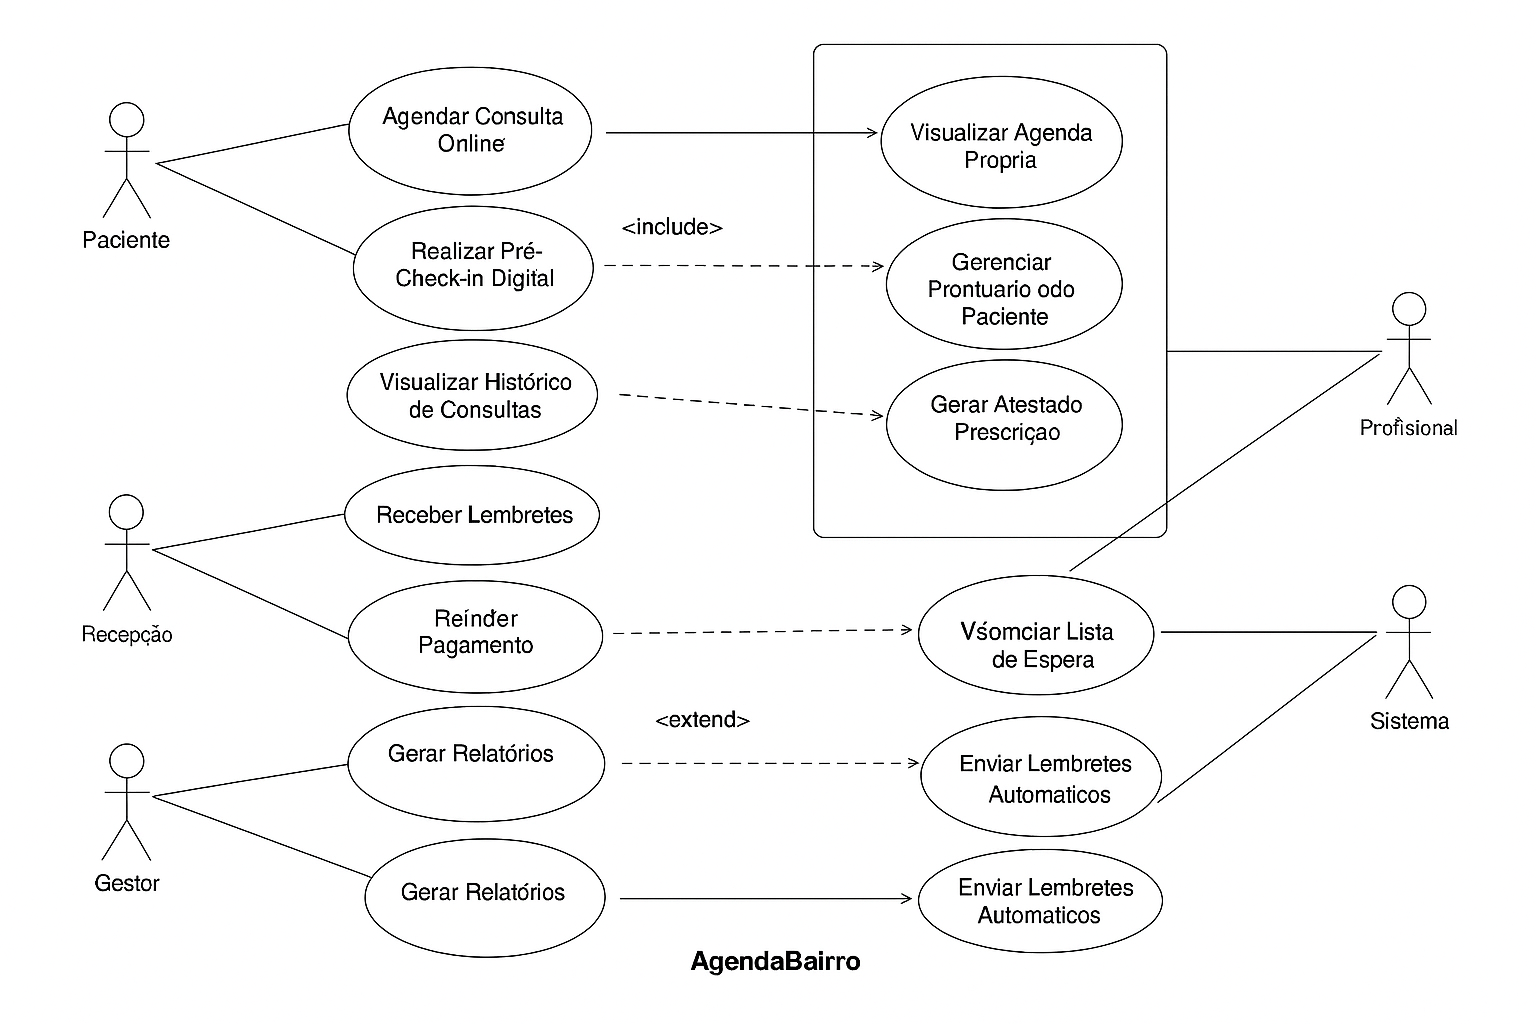 Agendar Consulta
Online
Visualizar Agenda
Propria
Paciente
<include>
Realizar Pré-
Check-in Digital
Gerenciar
Prontuario odo
Paciente
Visualizar Histórico
de Consultas
Gerar Atestado
Prescriçao
Profisional
Receber Lembretes
Recepção
Reínder
Pagamento
Vśomciar Lista
de Espera
Sistema
<extend>
Gerar Relatórios
Enviar Lembretes
Automaticos
Gestor
Gerar Relatórios
Enviar Lembretes
Automaticos
AgendaBairro